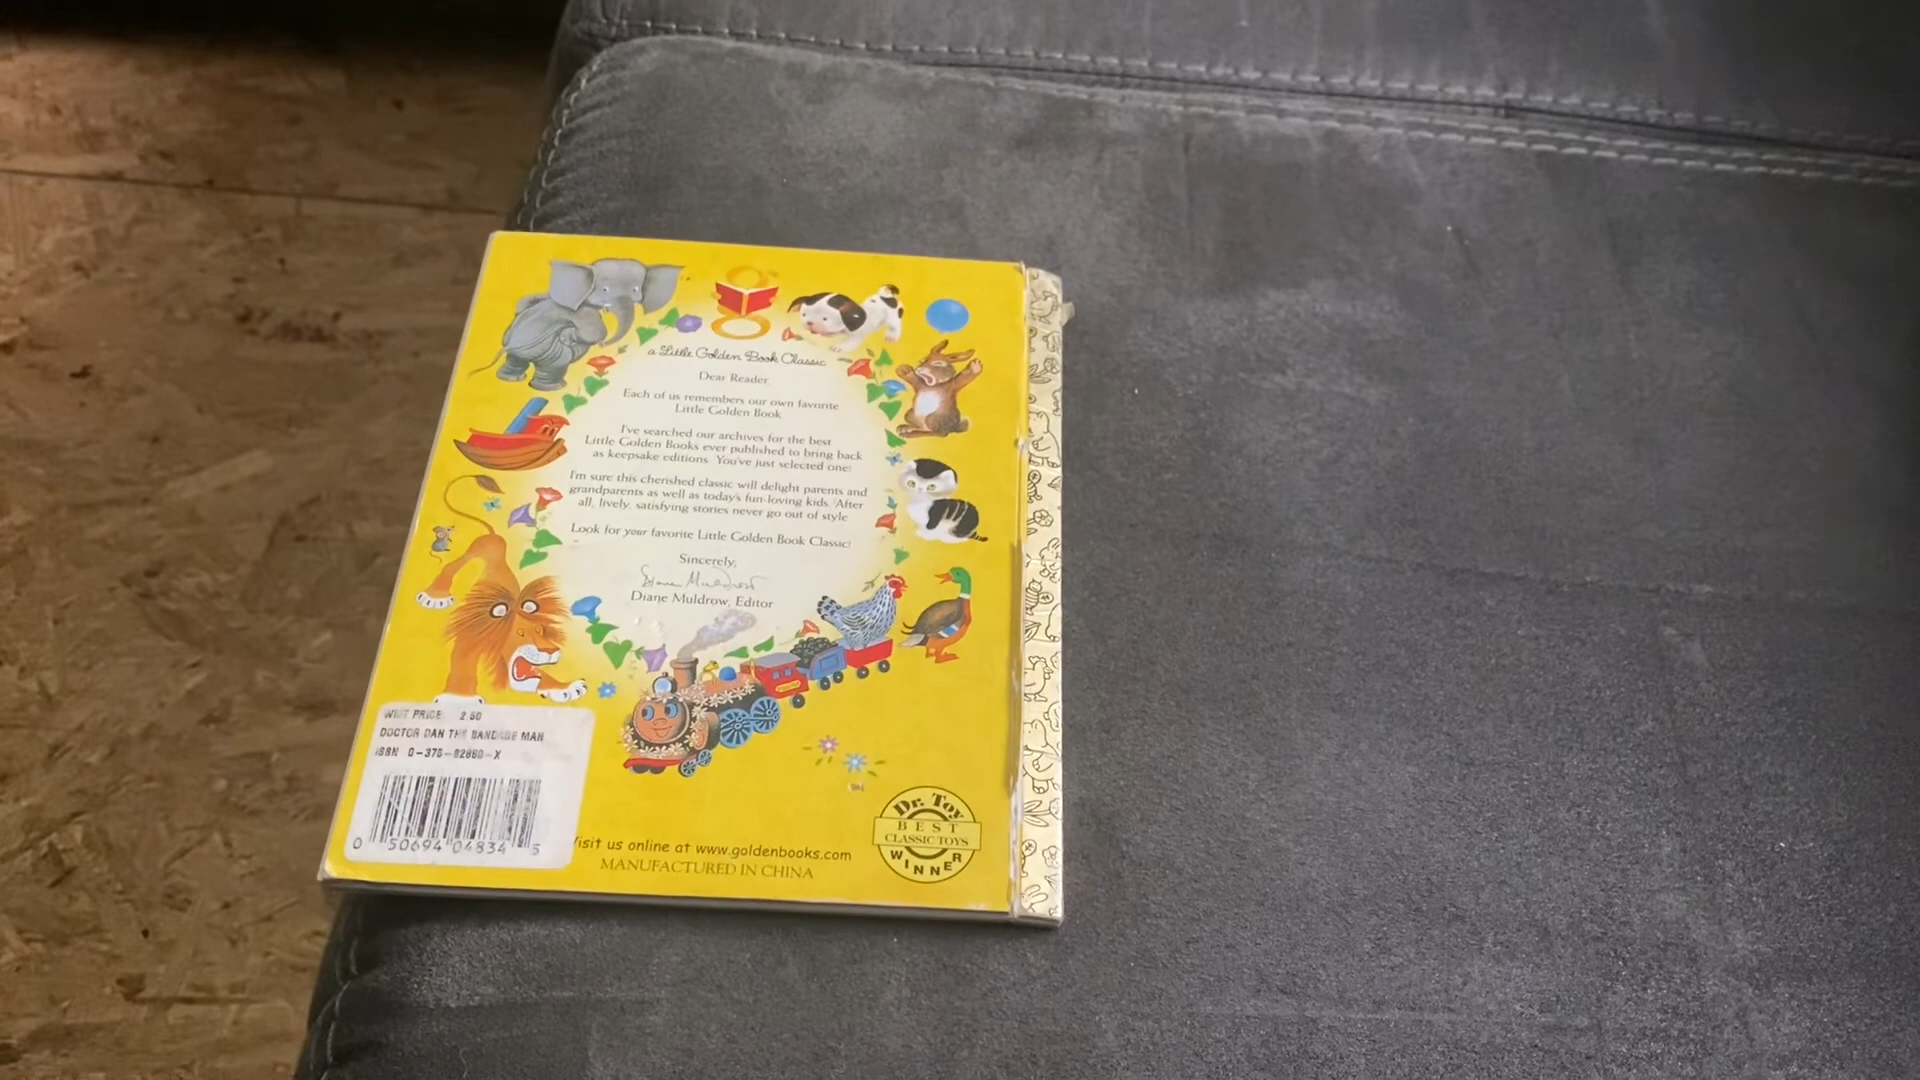 a Little Golden Book Classic
Dear Reader,
Each of us remembers our own favorite
Little Golden Book.
I've searched our archives for the best
Little Golden Books ever published to bring back
as keepsake editions. You've just selected one!
I'm sure this cherished classic will delight parents and
grandparents as well as today's fun-loving kids. After
all, lively, satisfying stories never go out of style
Look for your favorite Little Golden Book Classic!
Sincerely,
Diane Muldrow
Diane Muldrow, Editor
PRICE 2.50
DOCTOR DAN THE BANDAGE MAN
ISBN 0-375-82880-X
0 50694 04834 5
Visit us online at www.goldenbooks.com
MANUFACTURED IN CHINA
Dr. Toy
BEST
CLASSIC TOYS
WINNER